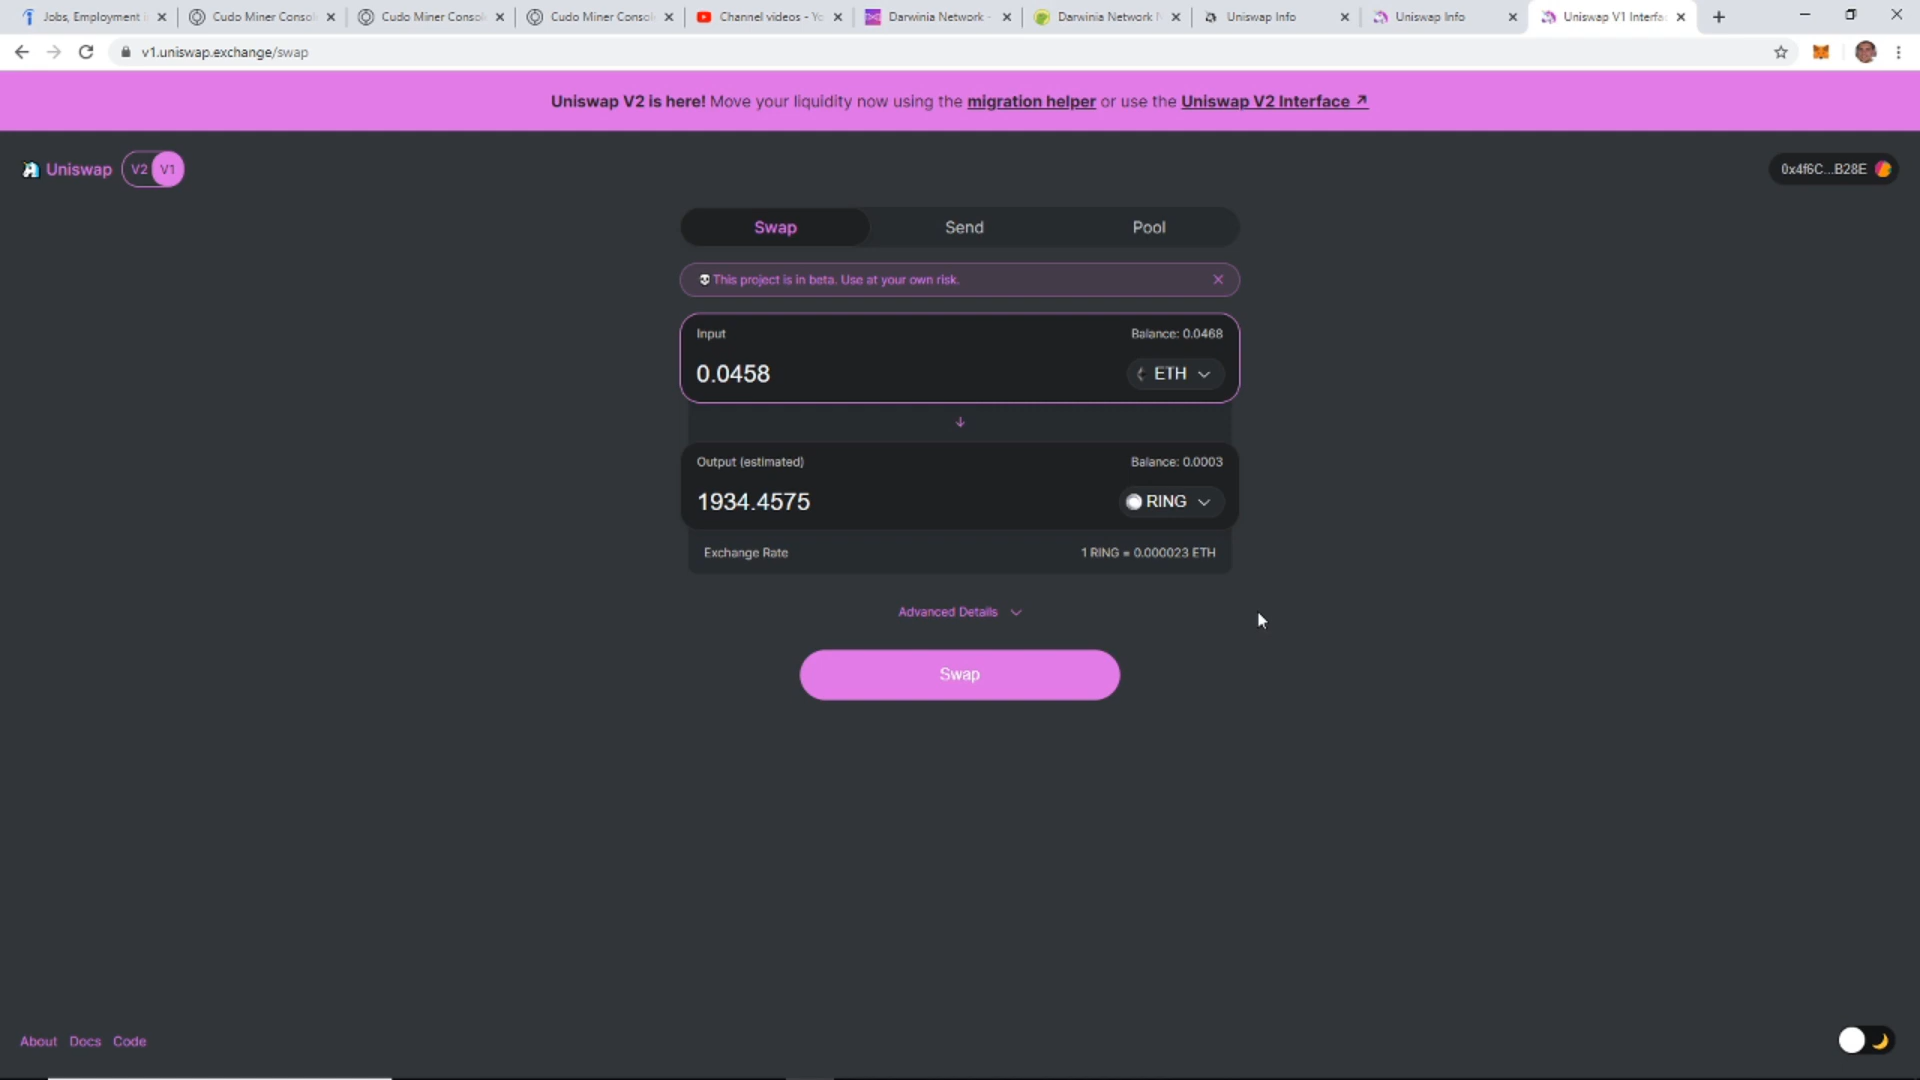 Jobs, Employment i
Cudo Miner Consol
Cudo Miner Consol
Cudo Miner Consol
Channel videos - Yo
Darwinia Network -
Darwinia Network
Uniswap Info
Uniswap Info
Uniswap V1 Interfa
v1.uniswap.exchange/swap
Uniswap V2 is here! Move your liquidity now using the migration helper or use the Uniswap V2 Interface ↗
Uniswap V2 V1
0x4f6C...B28E
Swap Send Pool
💀This project is in beta. Use at your own risk.
Input Balance: 0.0468
0.0458 ETH
Output (estimated) Balance: 0.0003
1934.4575 RING
Exchange Rate 1 RING = 0.000023 ETH
Advanced Details
Swap
About Docs Code